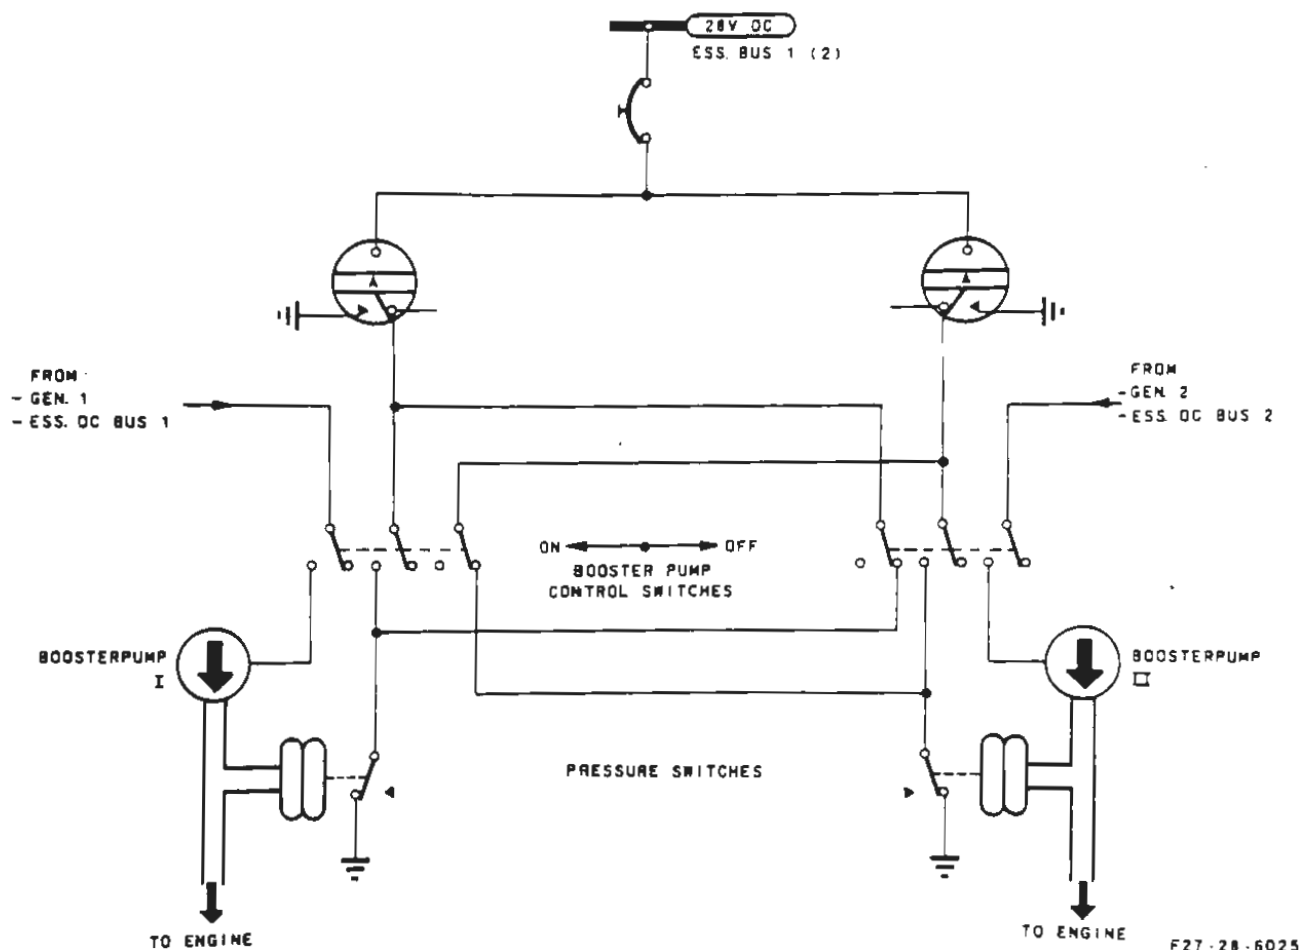 28V DC
ESS. BUS 1 (2)
FROM
- GEN. 1
- ESS. DC BUS 1
FROM
- GEN. 2
- ESS. DC BUS 2
ON
OFF
BOOSTER PUMP
CONTROL SWITCHES
BOOSTERPUMP
I
BOOSTERPUMP
II
PRESSURE SWITCHES
TO ENGINE
TO ENGINE
F27-28-6025